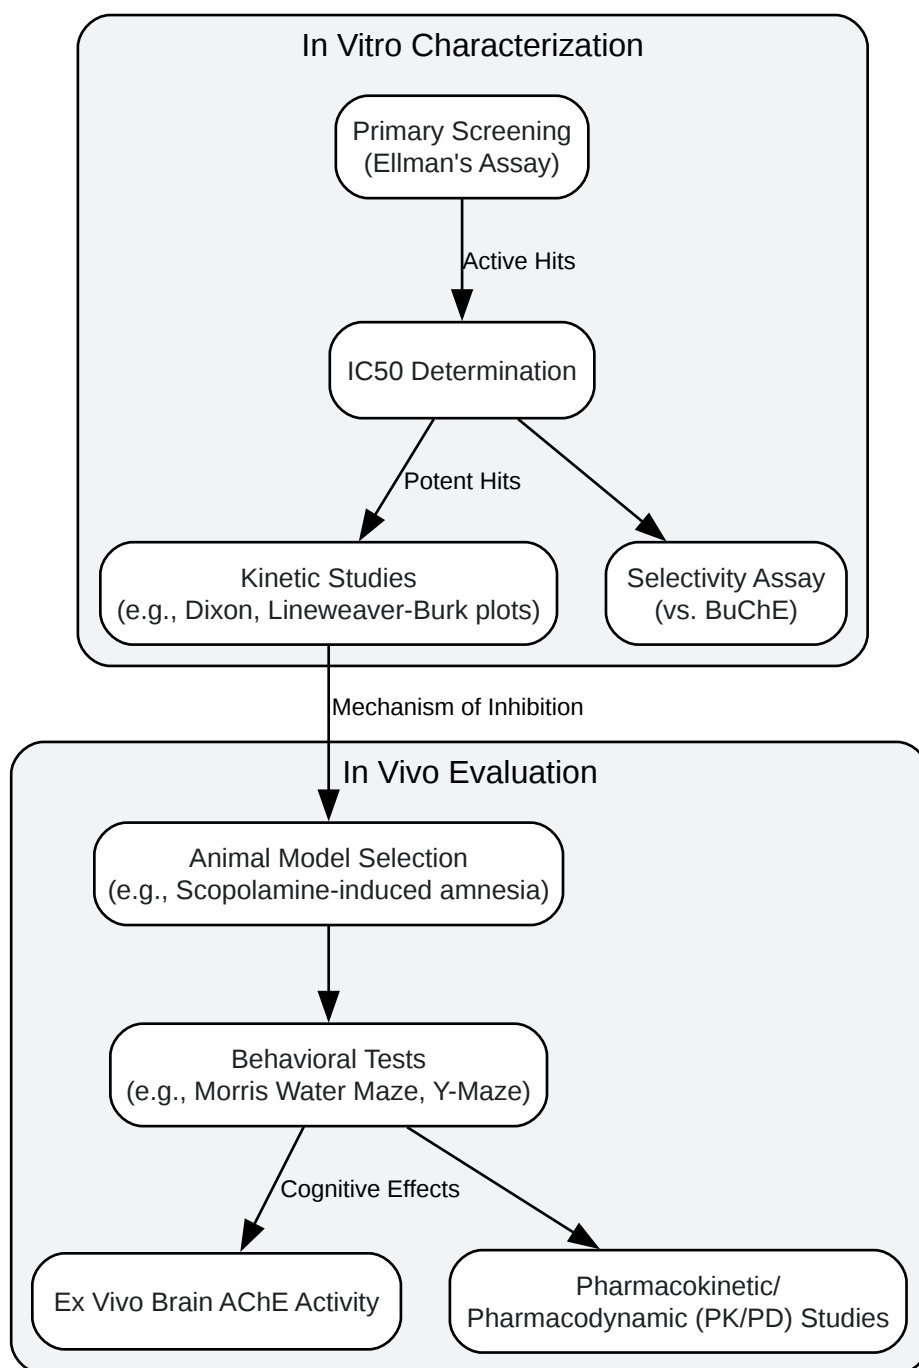 In Vitro Characterization
Primary Screening
(Ellman's Assay)
Active Hits
IC50 Determination
Potent Hits
Kinetic Studies
(e.g., Dixon, Lineweaver-Burk plots)
Selectivity Assay
(vs. BuChE)
Mechanism of Inhibition
In Vivo Evaluation
Animal Model Selection
(e.g., Scopolamine-induced amnesia)
Behavioral Tests
(e.g., Morris Water Maze, Y-Maze)
Cognitive Effects
Ex Vivo Brain AChE Activity
Pharmacokinetic/
Pharmacodynamic (PK/PD) Studies